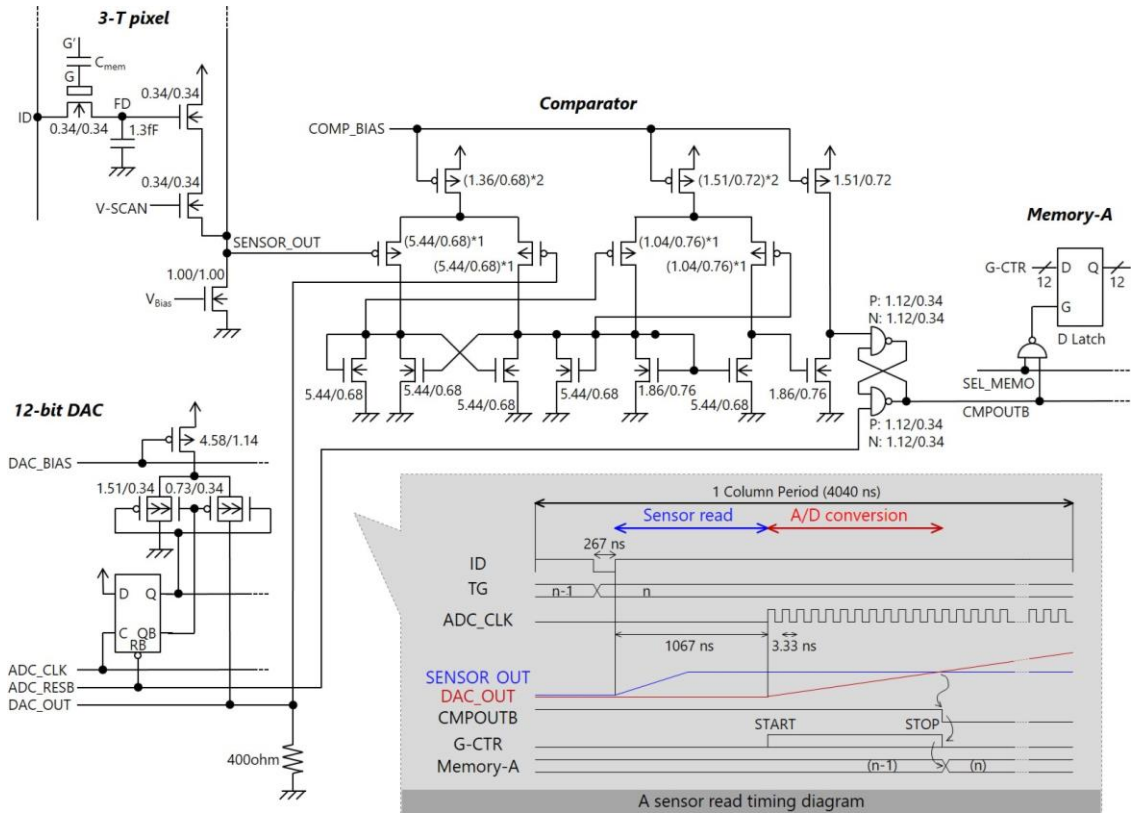 3-T pixel
G'
Cmem
G
FD
ID
0.34/0.34
1.3fF
0.34/0.34
0.34/0.34
V-SCAN
SENSOR_OUT
1.00/1.00
VBias
Comparator
COMP_BIAS
(1.36/0.68)*2
(1.51/0.72)*2
1.51/0.72
(5.44/0.68)*1
(5.44/0.68)*1
(1.04/0.76)*1
(1.04/0.76)*1
5.44/0.68
5.44/0.68
5.44/0.68
5.44/0.68
1.86/0.76
5.44/0.68
1.86/0.76
P: 1.12/0.34
N: 1.12/0.34
P: 1.12/0.34
N: 1.12/0.34
Memory-A
G-CTR
12
D
Q
12
G
D Latch
SEL_MEMO
CMPOUTB
12-bit DAC
4.58/1.14
DAC_BIAS
1.51/0.34
0.73/0.34
D
Q
C
QB
RB
ADC_CLK
ADC_RESB
DAC_OUT
400ohm
1 Column Period (4040 ns)
Sensor read
A/D conversion
267 ns
ID
TG
n-1
n
ADC_CLK
1067 ns
3.33 ns
SENSOR_OUT
DAC_OUT
CMPOUTB
START
STOP
G-CTR
Memory-A
(n-1)
(n)
A sensor read timing diagram